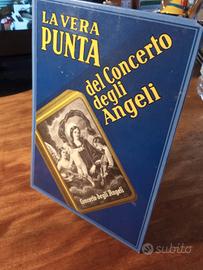 LA VERA
PUNTA
del Concerto
degli
Angeli
Concerto degli Angeli
subito